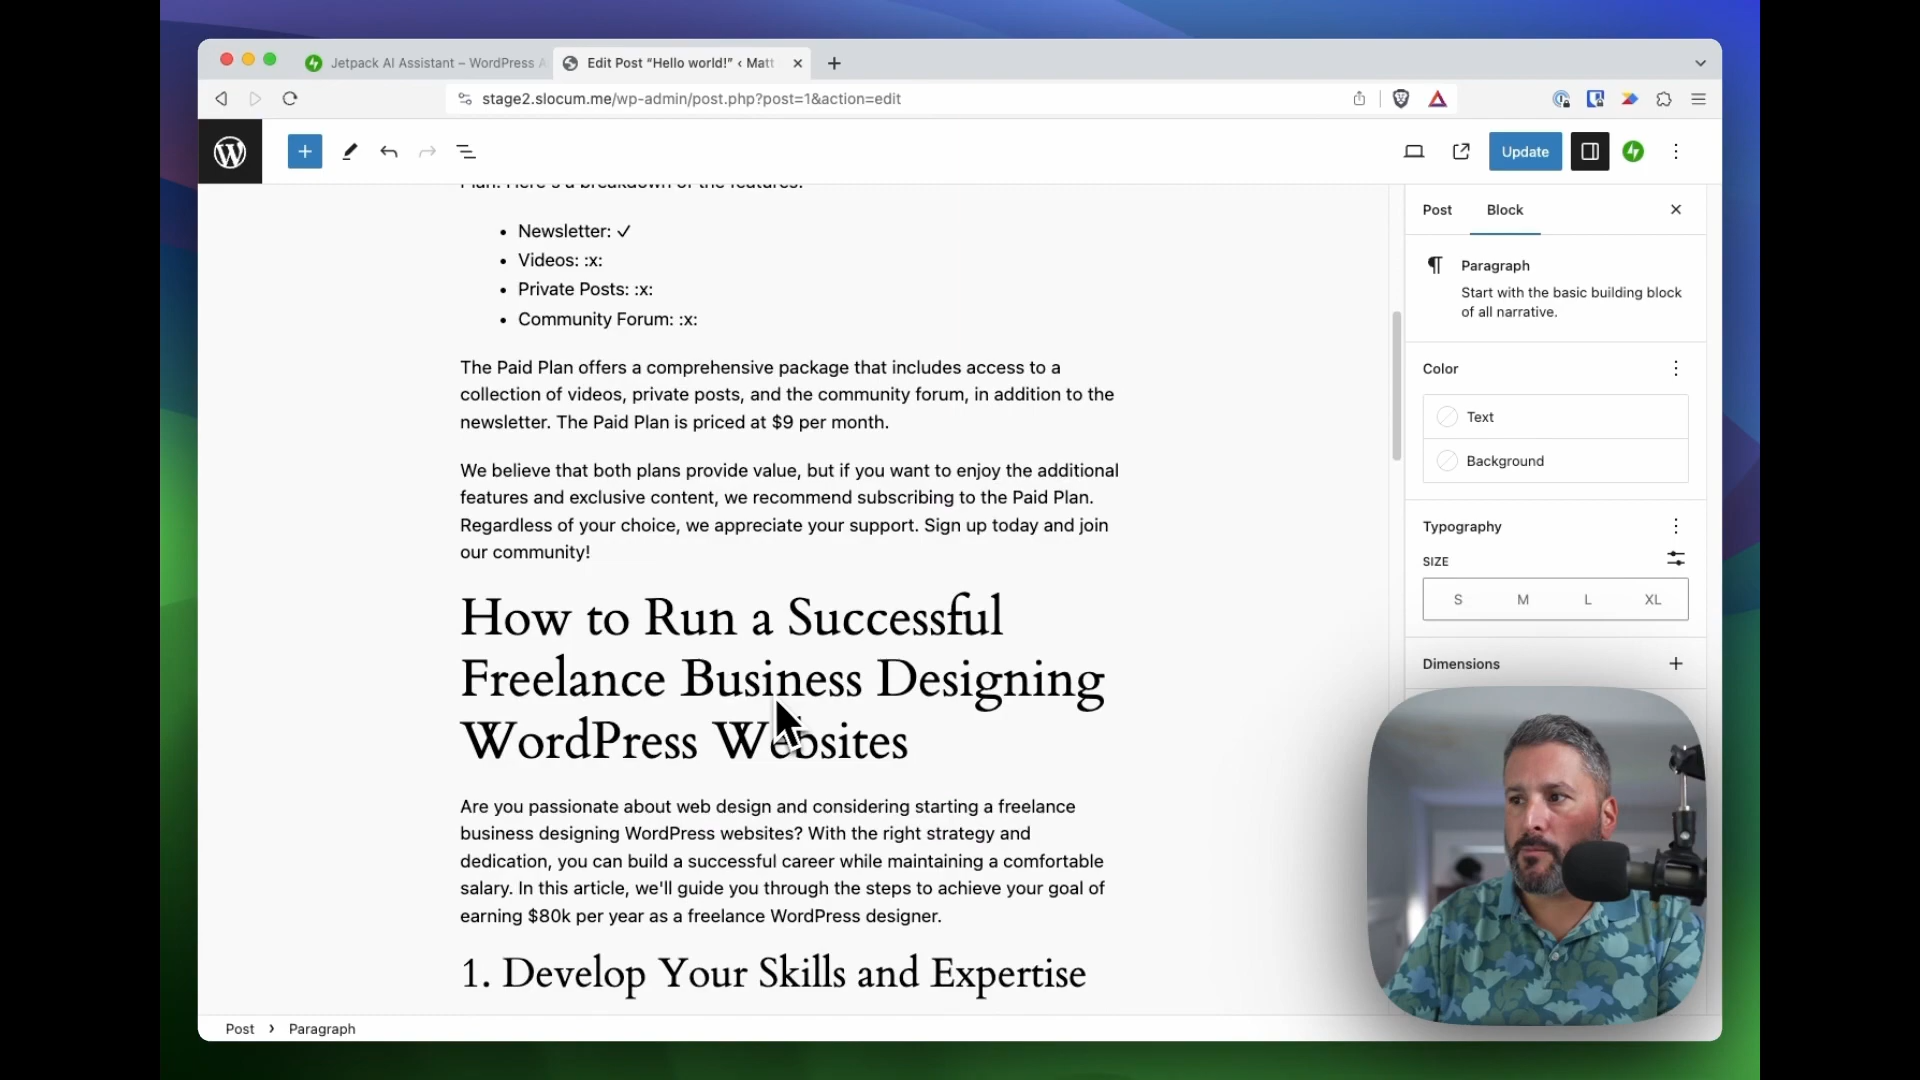 Jetpack AI Assistant – WordPress
Edit Post “Hello world!” ‹ Matt
stage2.slocum.me/wp-admin/post.php?post=1&action=edit
Update
Plan. Here's a breakdown of the features:
• Newsletter: ✓
• Videos: :x:
• Private Posts: :x:
• Community Forum: :x:
The Paid Plan offers a comprehensive package that includes access to a
collection of videos, private posts, and the community forum, in addition to the
newsletter. The Paid Plan is priced at $9 per month.
We believe that both plans provide value, but if you want to enjoy the additional
features and exclusive content, we recommend subscribing to the Paid Plan.
Regardless of your choice, we appreciate your support. Sign up today and join
our community!
How to Run a Successful
Freelance Business Designing
WordPress Websites
Are you passionate about web design and considering starting a freelance
business designing WordPress websites? With the right strategy and
dedication, you can build a successful career while maintaining a comfortable
salary. In this article, we'll guide you through the steps to achieve your goal of
earning $80k per year as a freelance WordPress designer.
1. Develop Your Skills and Expertise
Post
Block
Paragraph
Start with the basic building block
of all narrative.
Color
Text
Background
Typography
SIZE
S M L XL
Dimensions
Post › Paragraph